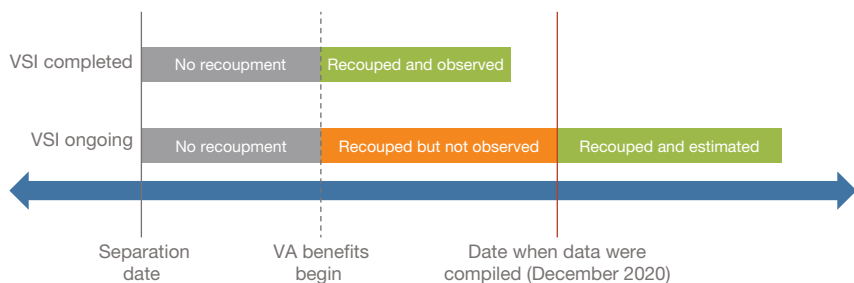 VSI completed
No recoupment
Recouped and observed
VSI ongoing
No recoupment
Recouped but not observed
Recouped and estimated
Separation
date
VA benefits
begin
Date when data were
compiled (December 2020)